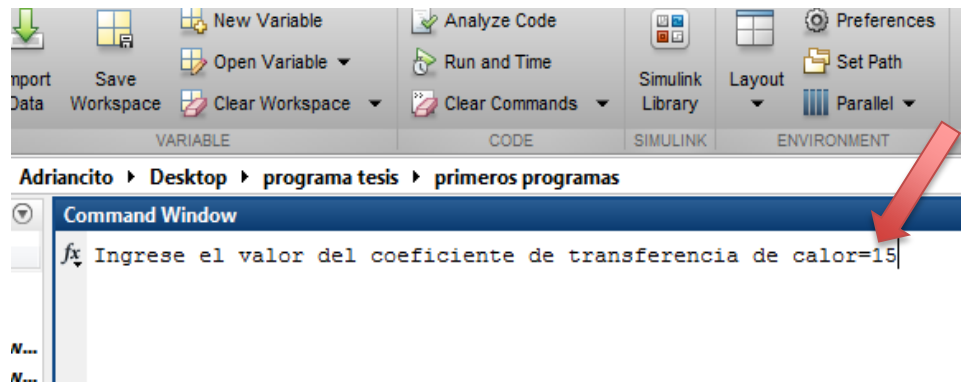 New Variable
Analyze Code
Preferences
Open Variable
Run and Time
Set Path
Save
Workspace
Clear Workspace
Clear Commands
Simulink
Library
Layout
Parallel
VARIABLE
CODE
SIMULINK
ENVIRONMENT
Adriancito Desktop programa tesis primeros programas
Command Window
fx Ingrese el valor del coeficiente de transferencia de calor=15